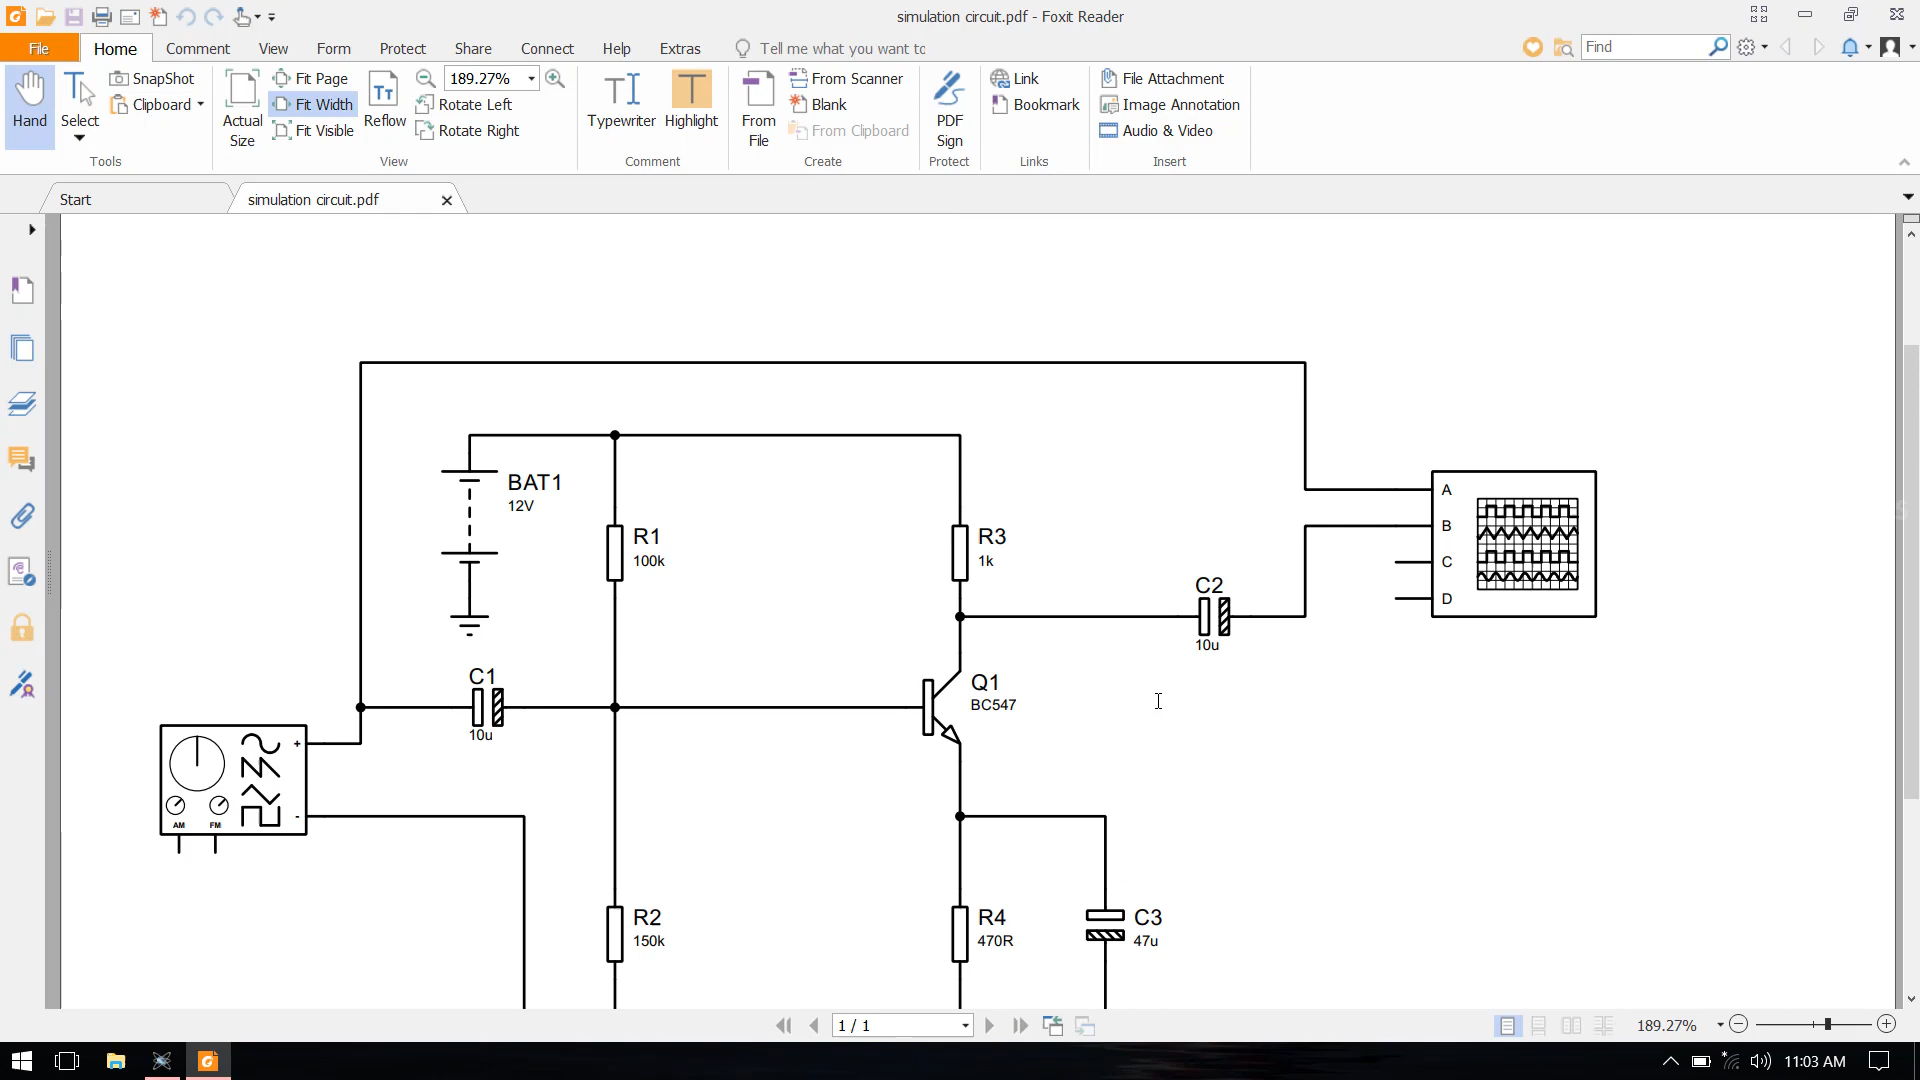 simulation circuit.pdf - Foxit Reader
File Home Comment View Form Protect Share Connect Help Extras Tell me what you want to Find
Hand
Select
SnapShot
Clipboard
Tools
Actual
Size
Fit Page
Fit Width
Fit Visible
Reflow
189.27%
Rotate Left
Rotate Right
View
Typewriter
Highlight
Comment
From
File
From Scanner
Blank
From Clipboard
Create
PDF
Sign
Protect
Link
Bookmark
Links
File Attachment
Image Annotation
Audio & Video
Insert
Start
simulation circuit.pdf
BAT1
12V
R1
100k
R3
1k
A
B
C
D
C2
10u
C1
10u
Q1
BC547
+
-
AM
FM
R2
150k
R4
470R
C3
47u
1 / 1
189.27%
11:03 AM